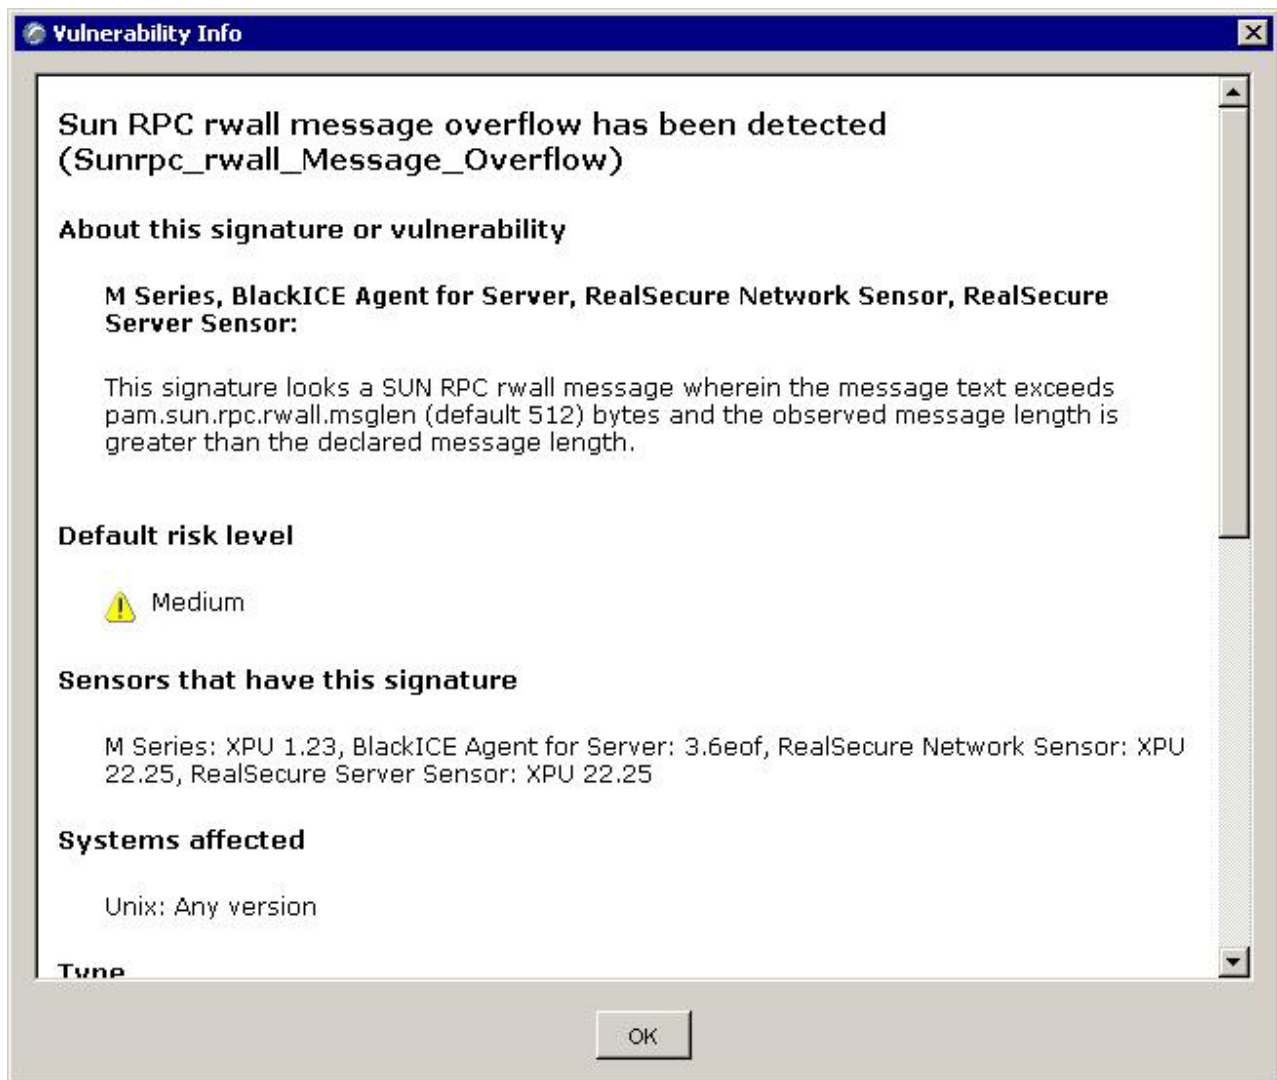 Vulnerability Info
Sun RPC rwall message overflow has been detected
(Sunrpc_rwall_Message_Overflow)
About this signature or vulnerability
M Series, BlackICE Agent for Server, RealSecure Network Sensor, RealSecure
Server Sensor:
This signature looks a SUN RPC rwall message wherein the message text exceeds
pam.sun.rpc.rwall.msglen (default 512) bytes and the observed message length is
greater than the declared message length.
Default risk level
Medium
Sensors that have this signature
M Series: XPU 1.23, BlackICE Agent for Server: 3.6eof, RealSecure Network Sensor: XPU
22.25, RealSecure Server Sensor: XPU 22.25
Systems affected
Unix: Any version
Type
OK